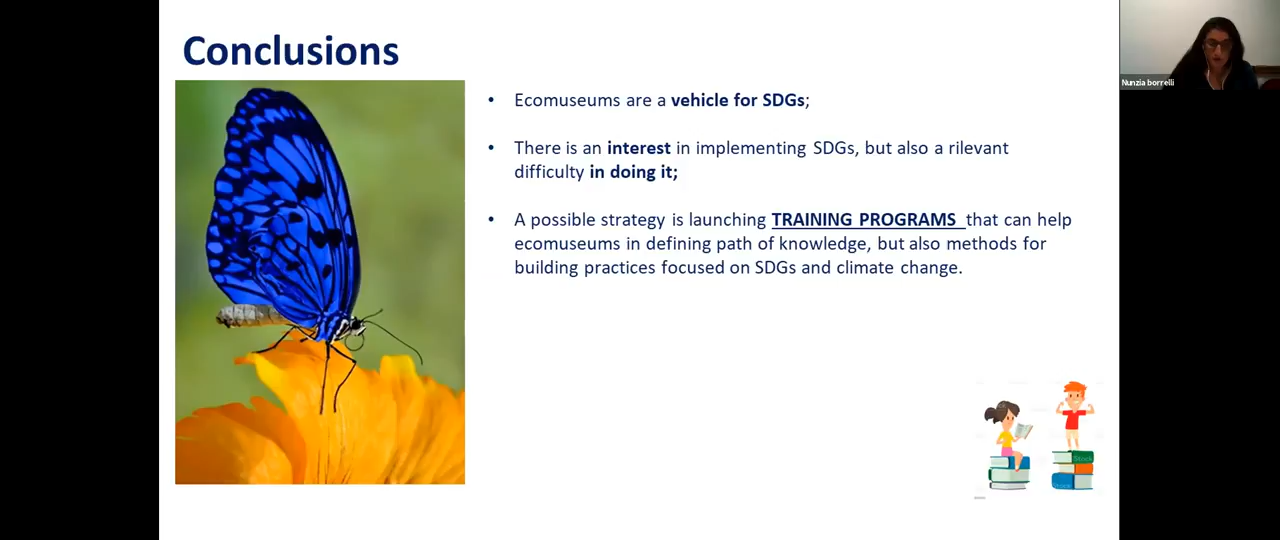 Conclusions
Nunzia borrelli
• Ecomuseums are a vehicle for SDGs;
• There is an interest in implementing SDGs, but also a rilevant
difficulty in doing it;
• A possible strategy is launching TRAINING PROGRAMS that can help
ecomuseums in defining path of knowledge, but also methods for
building practices focused on SDGs and climate change.